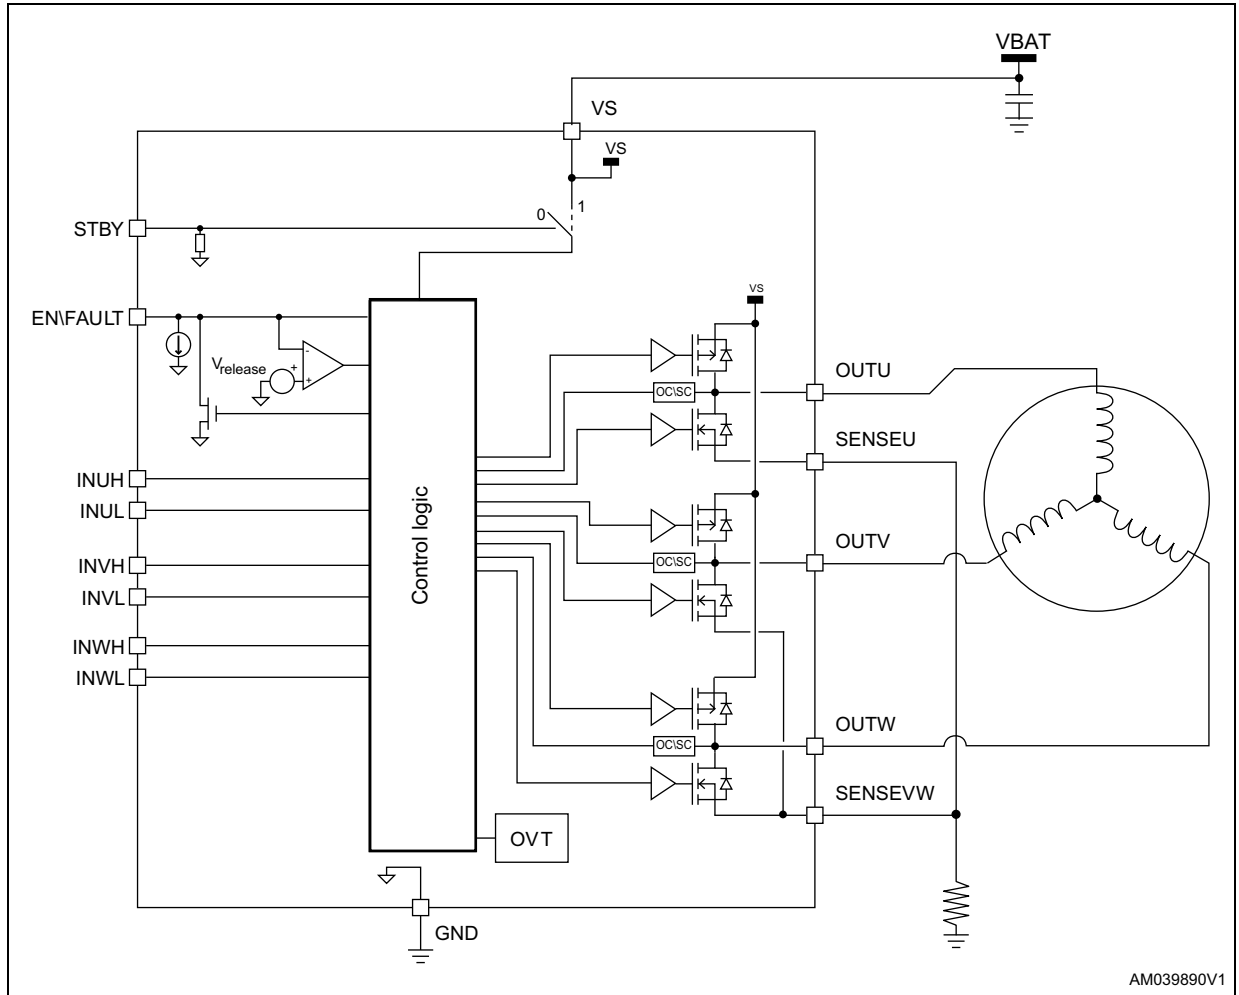 VBAT
VS
VS
STBY
0
1
EN\FAULT
VS
-
Vrelease
+
+
OUTU
OC\SC
SENSEU
INUH
INUL
Control logic
OUTV
OC\SC
INVH
INVL
INWH
INWL
OUTW
OC\SC
SENSEVW
OVT
GND
AM039890V1